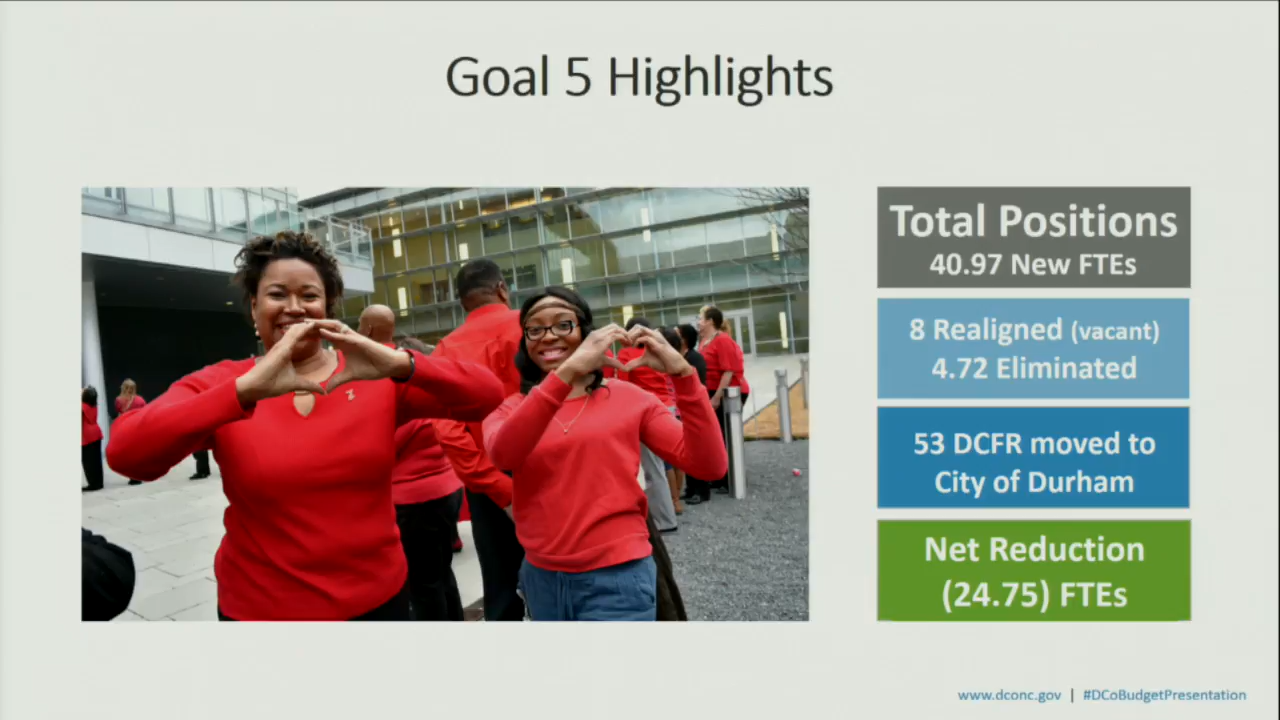 Goal 5 Highlights
Total Positions
40.97 New FTEs
8 Realigned (vacant)
4.72 Eliminated
53 DCFR moved to
City of Durham
Net Reduction
(24.75) FTEs
www.dconc.gov | #DCoBudgetPresentation